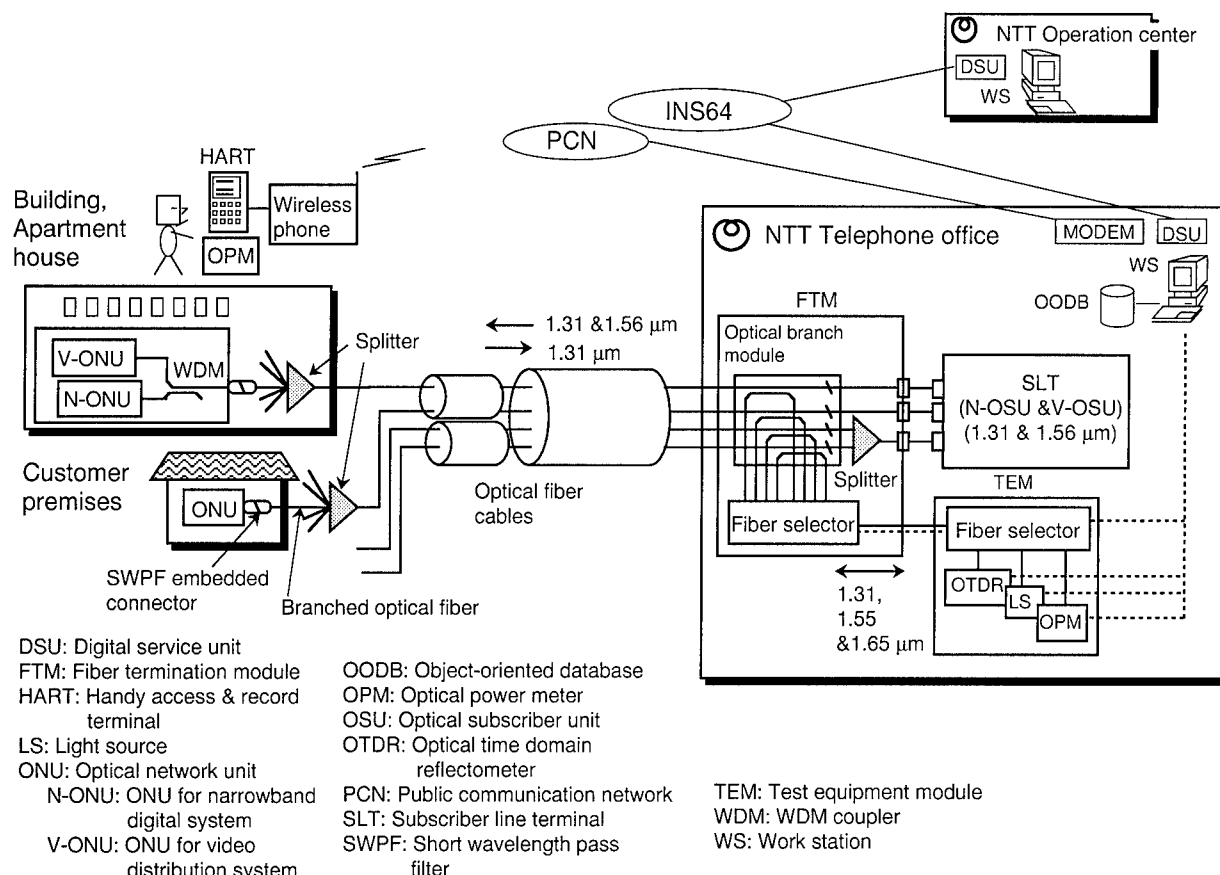 NTT Operation center
DSU
WS
INS64
PCN
HART
Building,
Apartment
house
Wireless
phone
OPM
NTT Telephone office
MODEM
DSU
WS
OODB
FTM
Optical branch
module
1.31 &1.56 μm
1.31 μm
Splitter
V-ONU
WDM
N-ONU
SLT
(N-OSU &V-OSU)
(1.31 & 1.56 μm)
Customer
premises
ONU
Optical fiber
cables
Splitter
TEM
Fiber selector
Fiber selector
OTDR
LS
OPM
SWPF embedded
connector
Branched optical fiber
1.31,
1.55
&1.65 μm
DSU: Digital service unit
FTM: Fiber termination module
HART: Handy access & record
terminal
LS: Light source
ONU: Optical network unit
N-ONU: ONU for narrowband
digital system
V-ONU: ONU for video
distribution system
OODB: Object-oriented database
OPM: Optical power meter
OSU: Optical subscriber unit
OTDR: Optical time domain
reflectometer
PCN: Public communication network
SLT: Subscriber line terminal
SWPF: Short wavelength pass
filter
TEM: Test equipment module
WDM: WDM coupler
WS: Work station